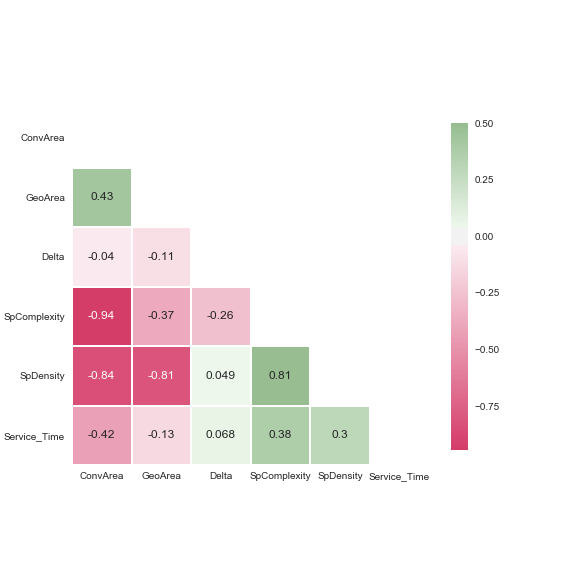 0.50
ConvArea
0.25
GeoArea 0.43
0.00
Delta -0.04 -0.11
−0.25
SpComplexity -0.94 -0.37 -0.26
−0.50
SpDensity -0.84 -0.81 0.049 0.81
−0.75
Service_Time -0.42 -0.13 0.068 0.38 0.3
ConvArea GeoArea Delta SpComplexity SpDensity Service_Time